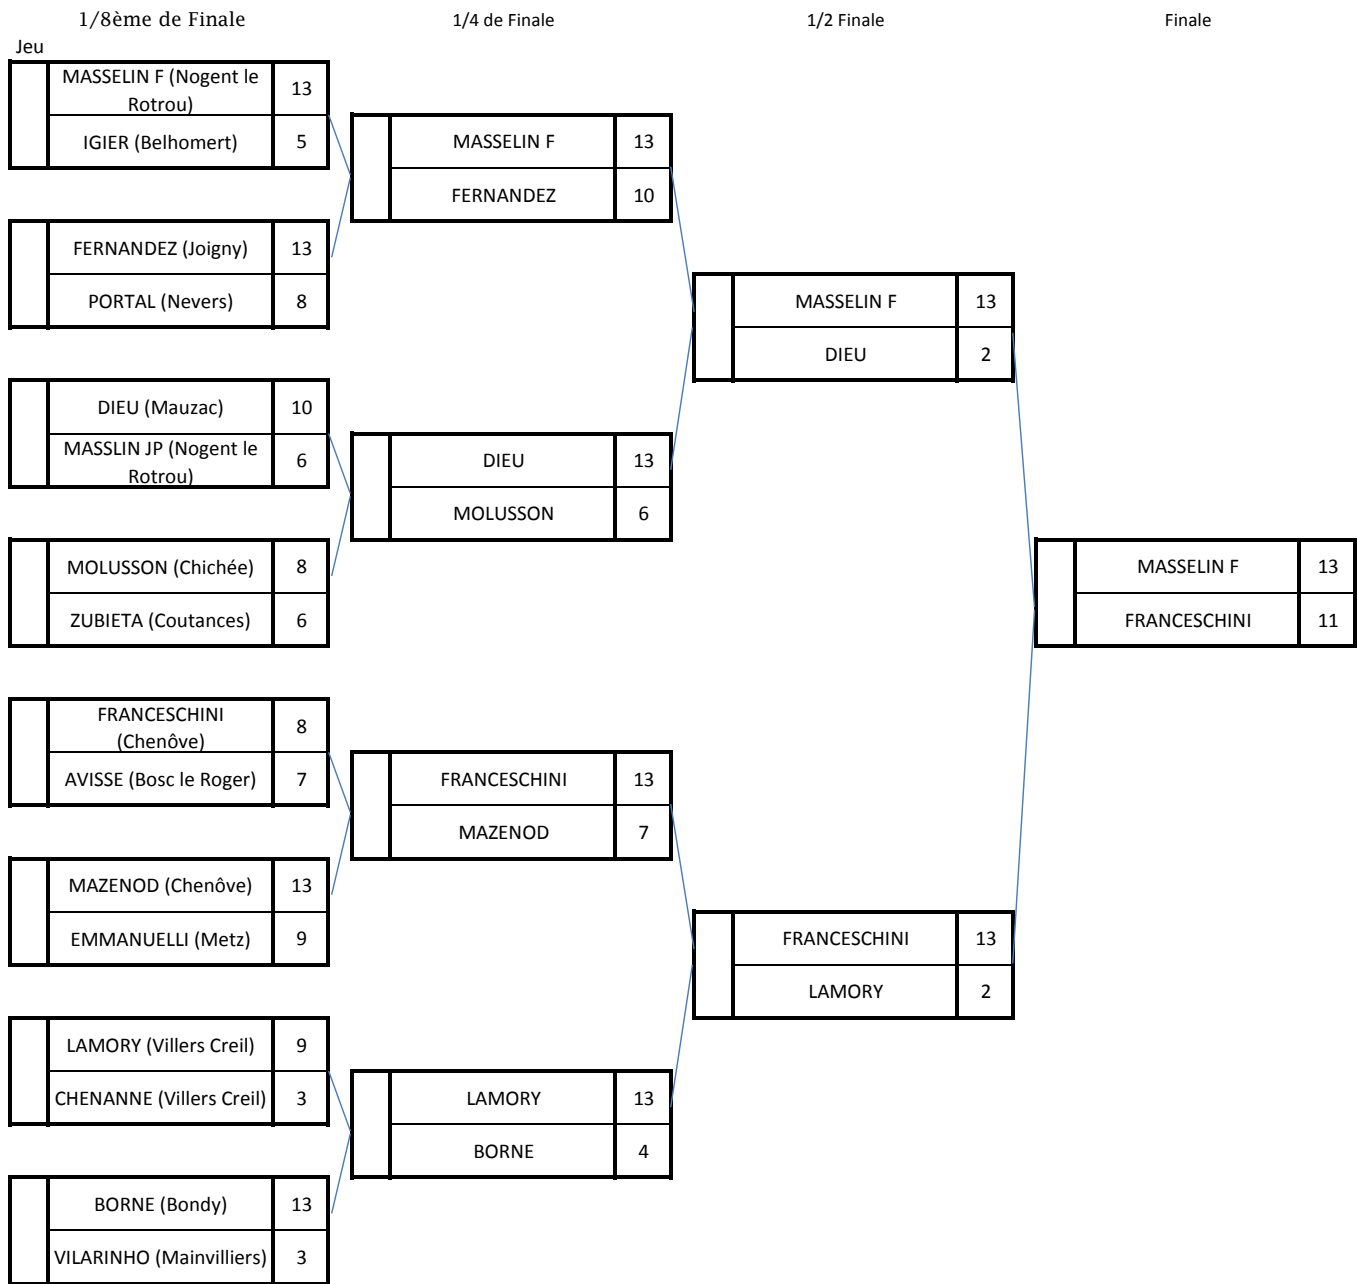 1/8ème de Finale
1/4 de Finale
1/2 Finale
Finale
Jeu
MASSELIN F (Nogent le
Rotrou)
13
IGIER (Belhomert)
5
FERNANDEZ (Joigny)
13
PORTAL (Nevers)
8
DIEU (Mauzac)
10
MASSLIN JP (Nogent le
Rotrou)
6
MOLUSSON (Chichée)
8
ZUBIETA (Coutances)
6
FRANCESCHINI
(Chenôve)
8
AVISSE (Bosc le Roger)
7
MAZENOD (Chenôve)
13
EMMANUELLI (Metz)
9
LAMORY (Villers Creil)
9
CHENANNE (Villers Creil)
3
BORNE (Bondy)
13
VILARINHO (Mainvilliers)
3
MASSELIN F
13
FERNANDEZ
10
DIEU
13
MOLUSSON
6
FRANCESCHINI
13
MAZENOD
7
LAMORY
13
BORNE
4
MASSELIN F
13
DIEU
2
FRANCESCHINI
13
LAMORY
2
MASSELIN F
13
FRANCESCHINI
11